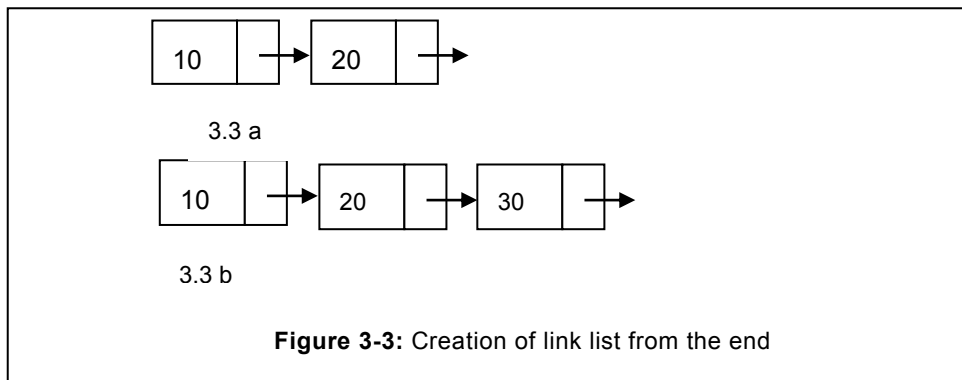 10 20
3.3 a
10 20 30
3.3 b
Figure 3-3: Creation of link list from the end